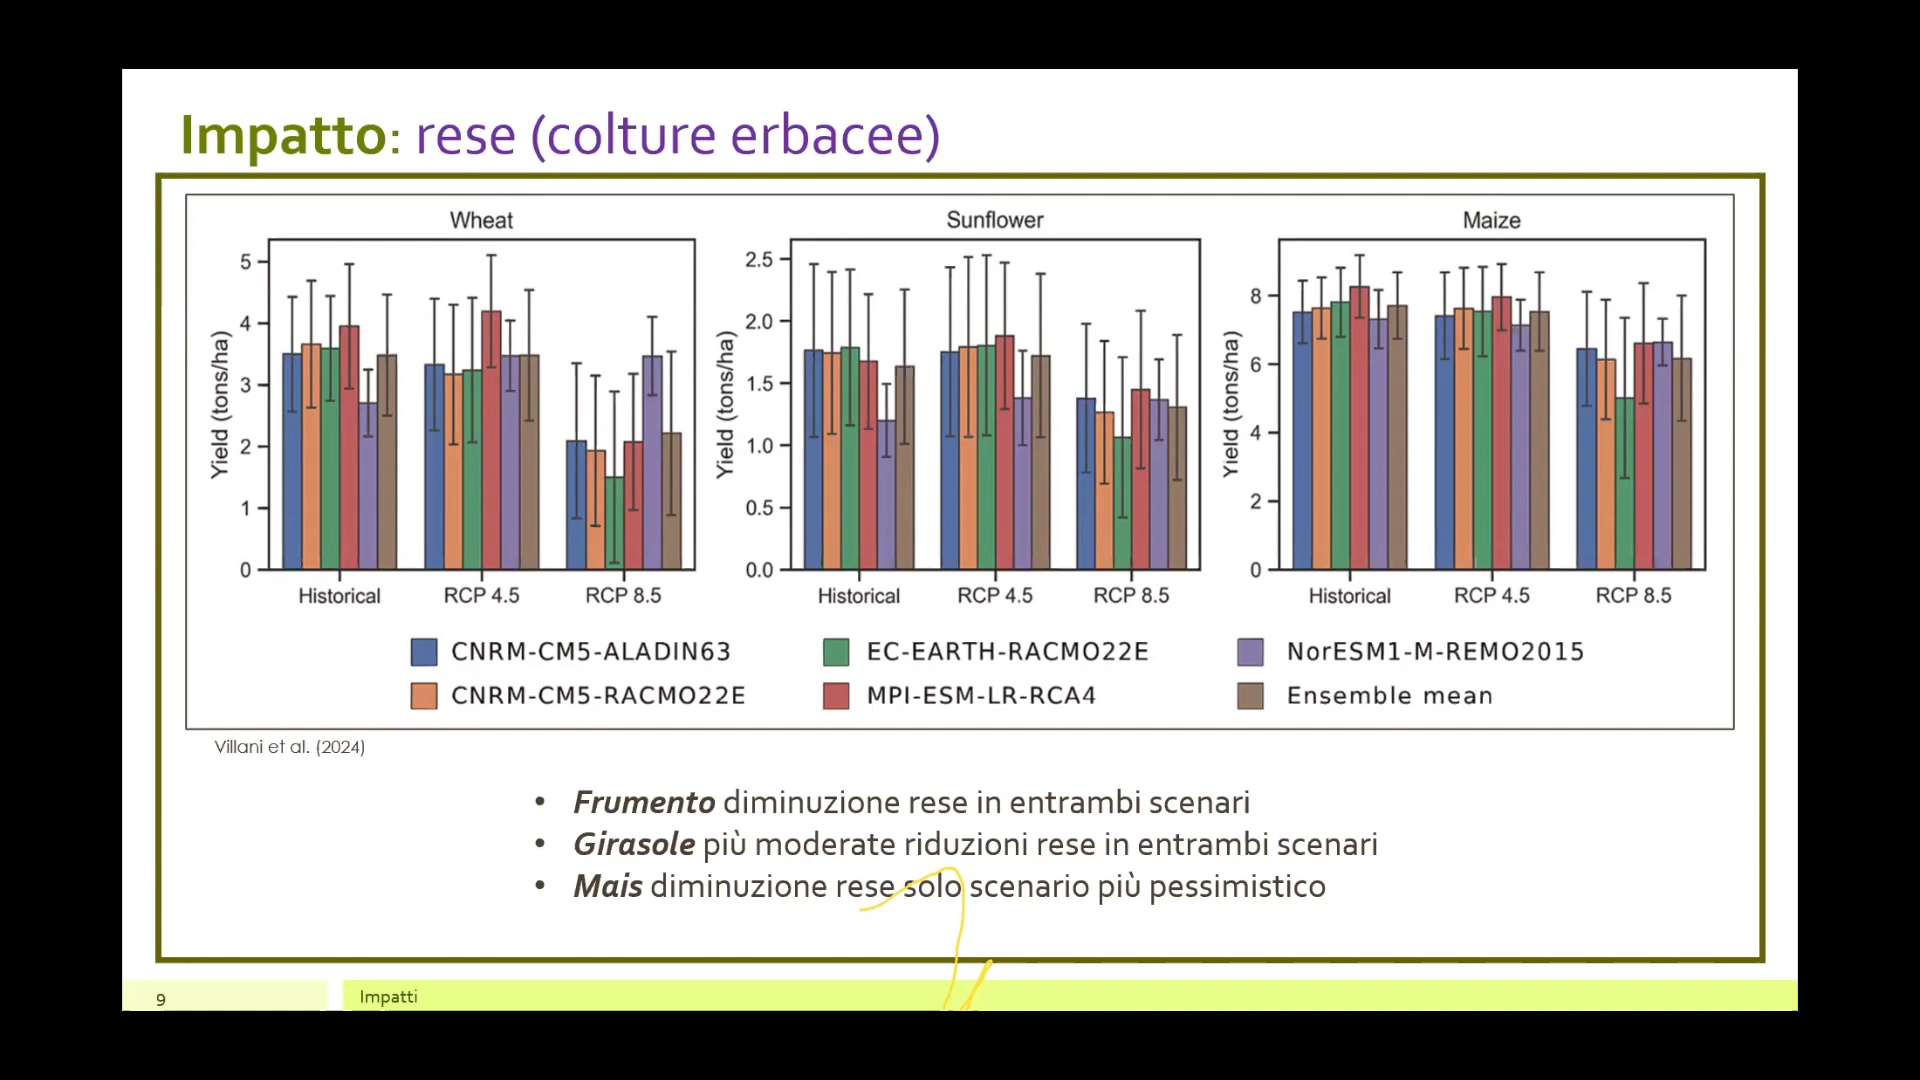 Impatto: rese (colture erbacee)
Wheat
Sunflower
Maize
Yield (tons/ha)
5
4
3
2
1
0
Historical
RCP 4.5
RCP 8.5
Yield (tons/ha)
2.5
2.0
1.5
1.0
0.5
0.0
Historical
RCP 4.5
RCP 8.5
Yield (tons/ha)
8
6
4
2
0
Historical
RCP 4.5
RCP 8.5
CNRM-CM5-ALADIN63
EC-EARTH-RACMO22E
NorESM1-M-REMO2015
CNRM-CM5-RACMO22E
MPI-ESM-LR-RCA4
Ensemble mean
Villani et al. (2024)
• Frumento diminuzione rese in entrambi scenari
• Girasole più moderate riduzioni rese in entrambi scenari
• Mais diminuzione rese solo scenario più pessimistico
9
Impatti